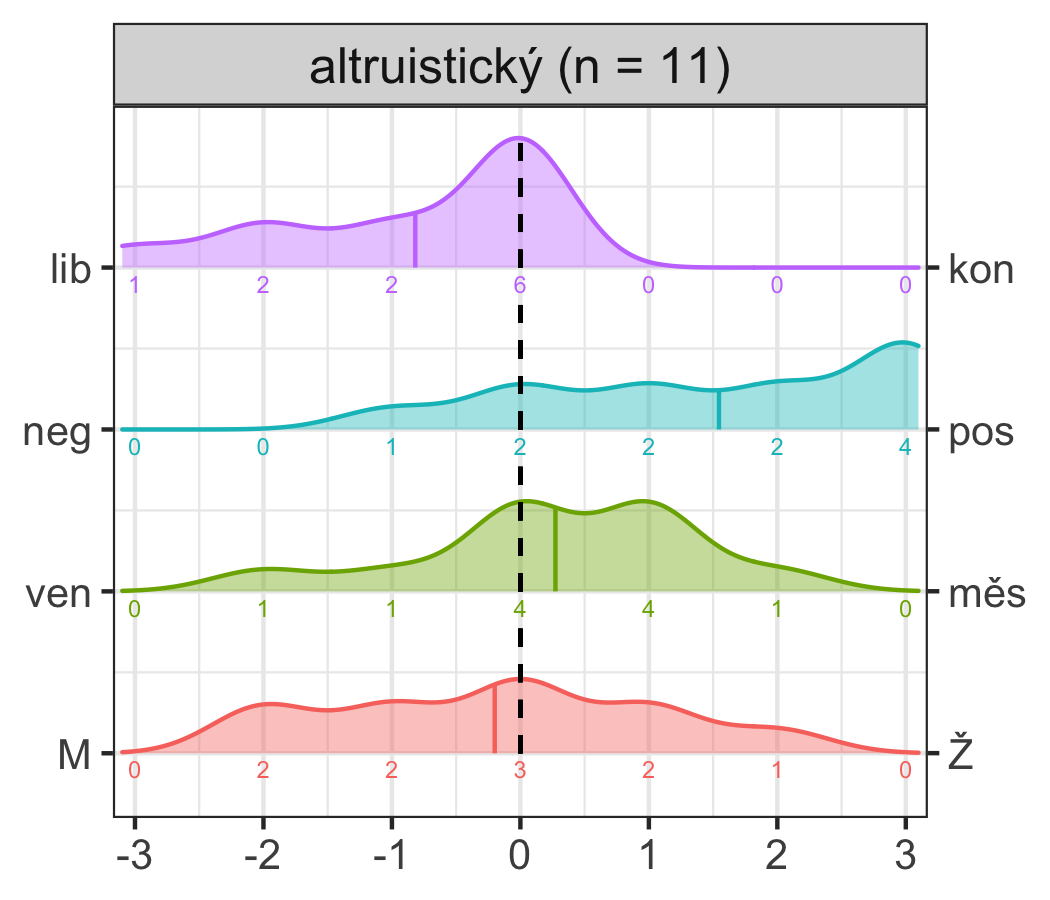 altruistický (n = 11)
lib kon
1 2 2 6 0 0 0
neg pos
0 0 1 2 2 2 4
ven měs
0 1 1 4 4 1 0
M Ž
0 2 2 3 2 1 0
-3 -2 -1 0 1 2 3